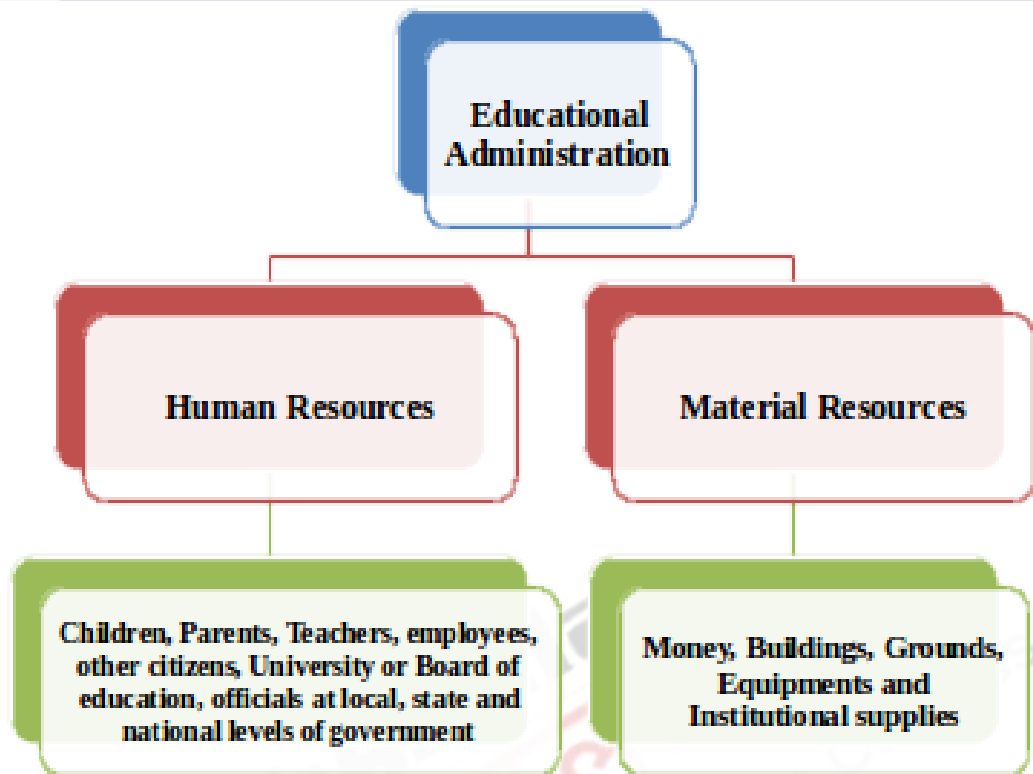 Educational
Administration
Human Resources
Material Resources
Children, Parents, Teachers, employees,
other citizens, University or Board of
education, officials at local, state and
national levels of government
Money, Buildings, Grounds,
Equipments and
Institutional supplies